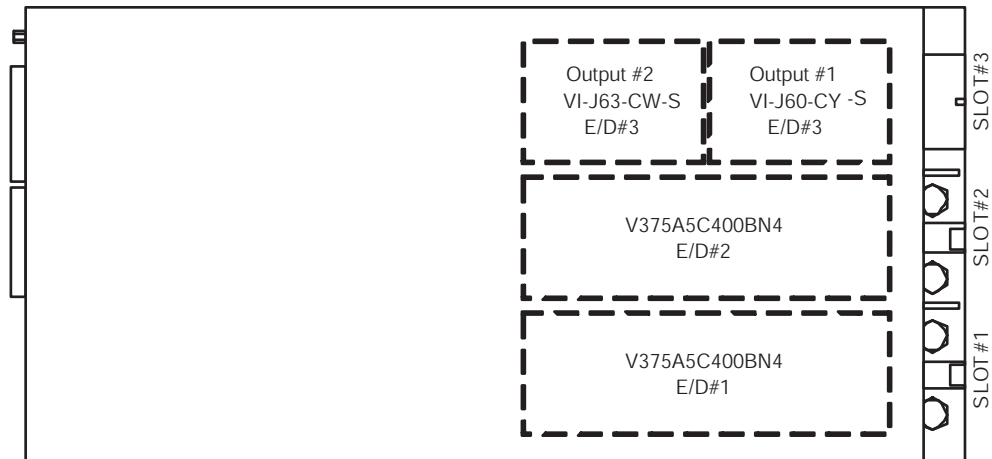 Output #2
VI-J63-CW-S
E/D#3
Output #1
VI-J60-CY -S
E/D#3
SLOT#3
V375A5C400BN4
E/D#2
SLOT#2
V375A5C400BN4
E/D#1
SLOT#1